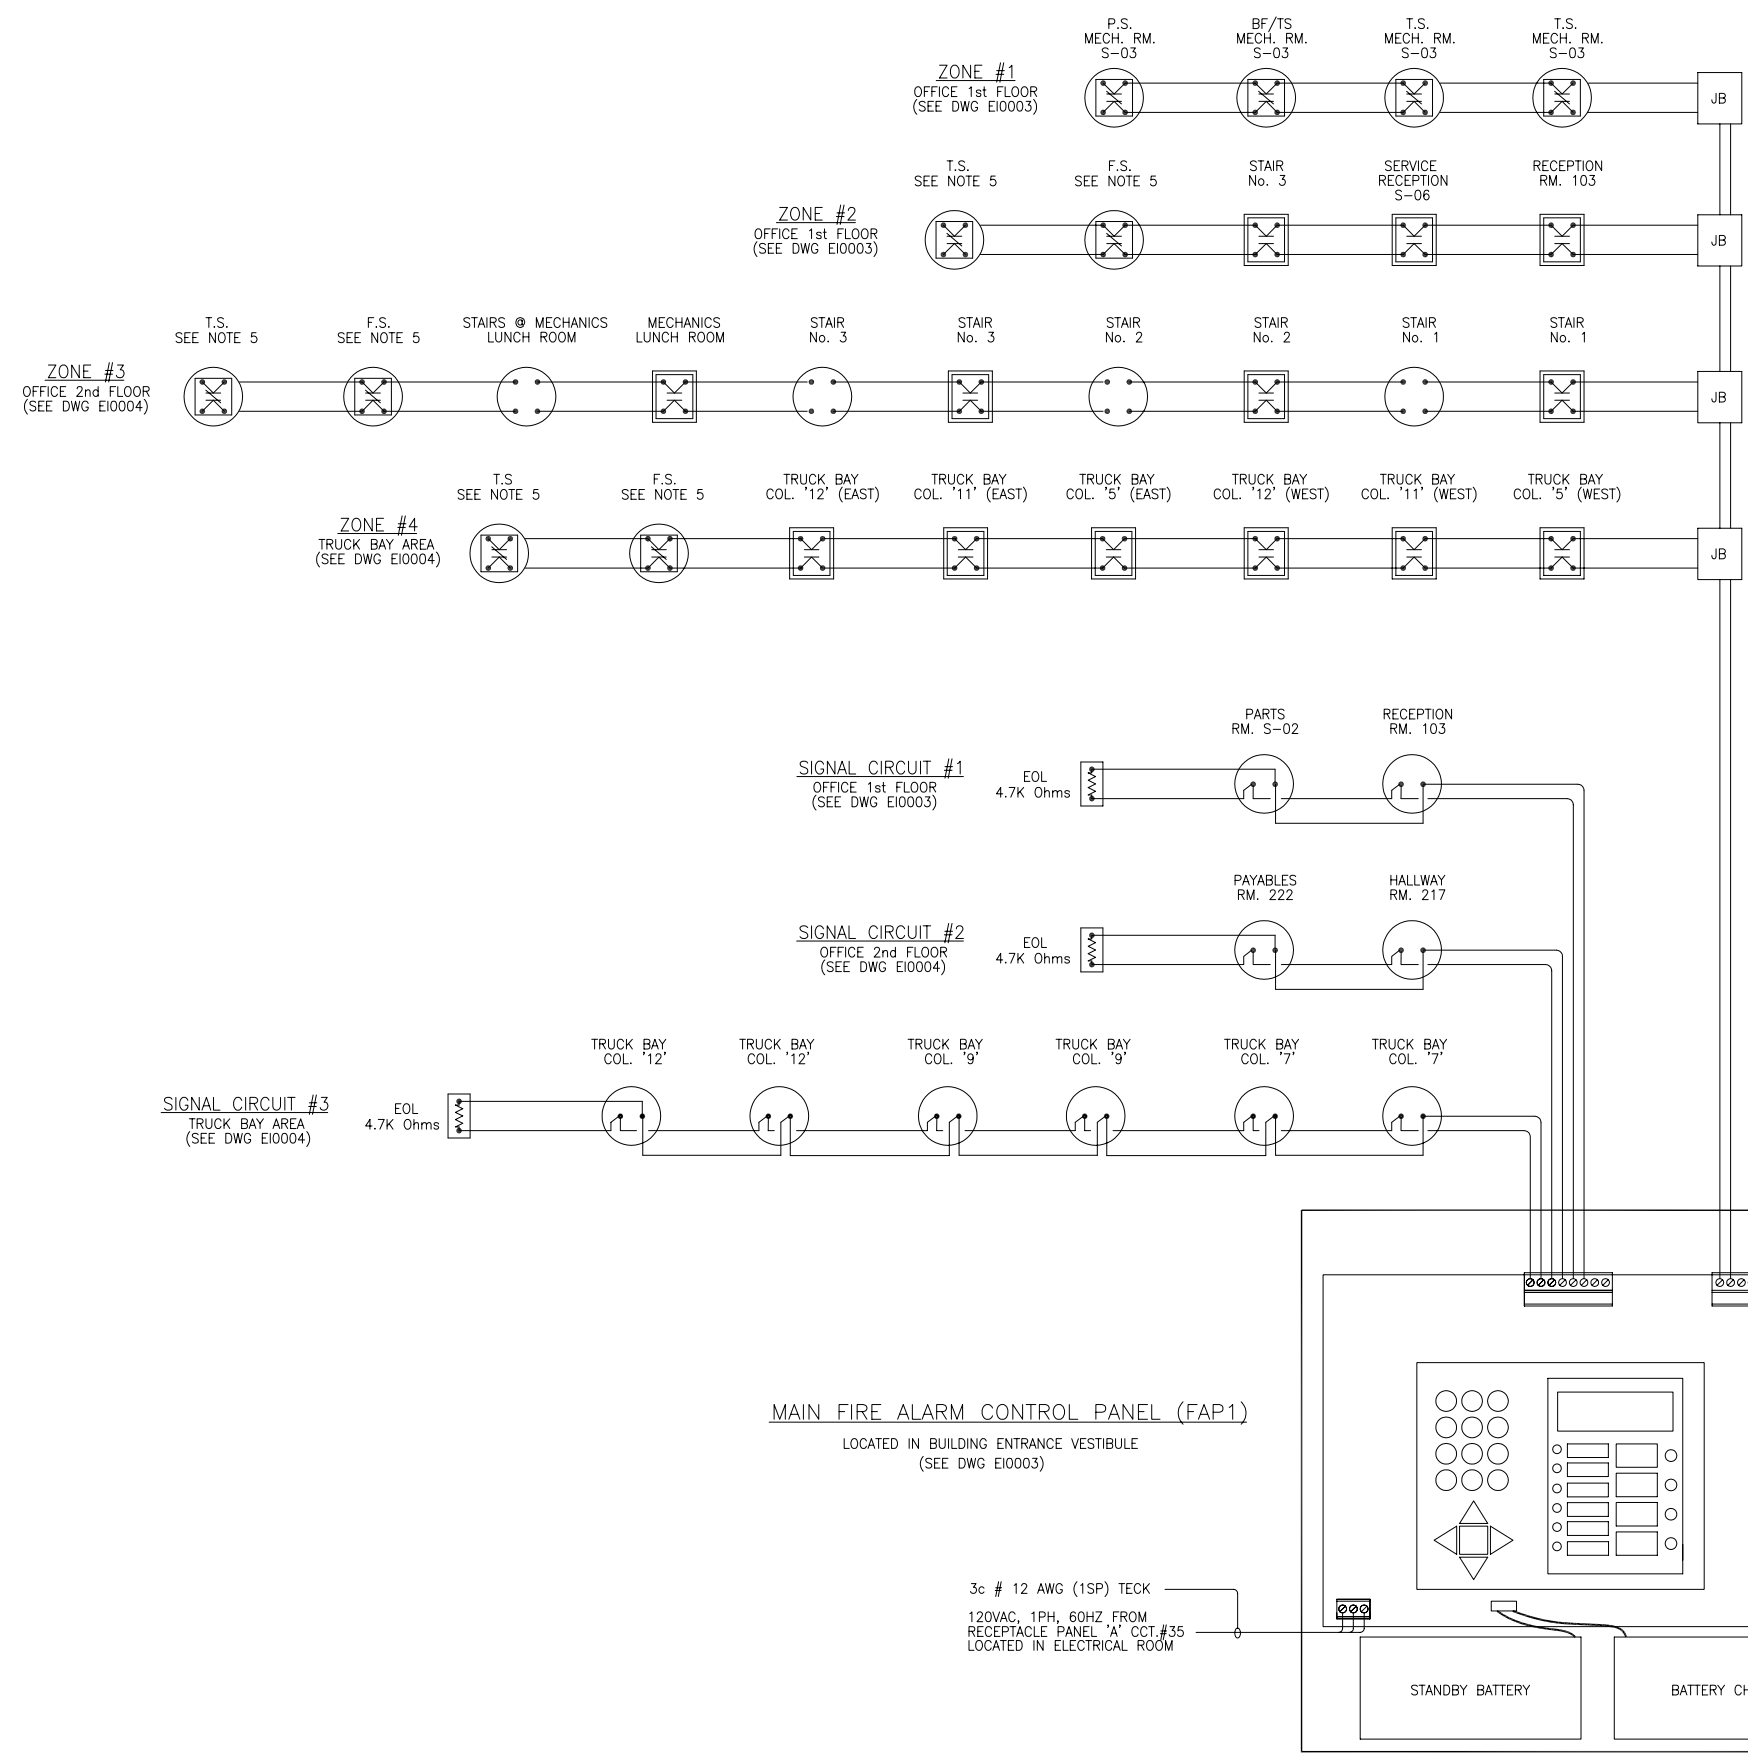 P.S.
MECH. RM.
S-03
BF/TS
MECH. RM.
S-03
T.S.
MECH. RM.
S-03
T.S.
MECH. RM.
S-03
ZONE #1
OFFICE 1st FLOOR
(SEE DWG EI0003)
JB
T.S.
SEE NOTE 5
F.S.
SEE NOTE 5
STAIR
No. 3
SERVICE
RECEPTION
S-06
RECEPTION
RM. 103
ZONE #2
OFFICE 1st FLOOR
(SEE DWG EI0003)
JB
T.S.
SEE NOTE 5
F.S.
SEE NOTE 5
STAIRS @ MECHANICS
LUNCH ROOM
MECHANICS
LUNCH ROOM
STAIR
No. 3
STAIR
No. 3
STAIR
No. 2
STAIR
No. 2
STAIR
No. 1
STAIR
No. 1
ZONE #3
OFFICE 2nd FLOOR
(SEE DWG EI0004)
JB
T.S
SEE NOTE 5
F.S.
SEE NOTE 5
TRUCK BAY
COL. '12' (EAST)
TRUCK BAY
COL. '11' (EAST)
TRUCK BAY
COL. '5' (EAST)
TRUCK BAY
COL. '12' (WEST)
TRUCK BAY
COL. '11' (WEST)
TRUCK BAY
COL. '5' (WEST)
ZONE #4
TRUCK BAY AREA
(SEE DWG EI0004)
JB
PARTS
RM. S-02
RECEPTION
RM. 103
SIGNAL CIRCUIT #1
OFFICE 1st FLOOR
(SEE DWG EI0003)
EOL
4.7K Ohms
PAYABLES
RM. 222
HALLWAY
RM. 217
SIGNAL CIRCUIT #2
OFFICE 2nd FLOOR
(SEE DWG EI0004)
EOL
4.7K Ohms
TRUCK BAY
COL. '12'
TRUCK BAY
COL. '12'
TRUCK BAY
COL. '9'
TRUCK BAY
COL. '9'
TRUCK BAY
COL. '7'
TRUCK BAY
COL. '7'
SIGNAL CIRCUIT #3
TRUCK BAY AREA
(SEE DWG EI0004)
EOL
4.7K Ohms
MAIN FIRE ALARM CONTROL PANEL (FAP1)
LOCATED IN BUILDING ENTRANCE VESTIBULE
(SEE DWG EI0003)
3c # 12 AWG (1SP) TECK
120VAC, 1PH, 60HZ FROM
RECEPTACLE PANEL 'A' CCT.#35
LOCATED IN ELECTRICAL ROOM
STANDBY BATTERY
BATTERY CH